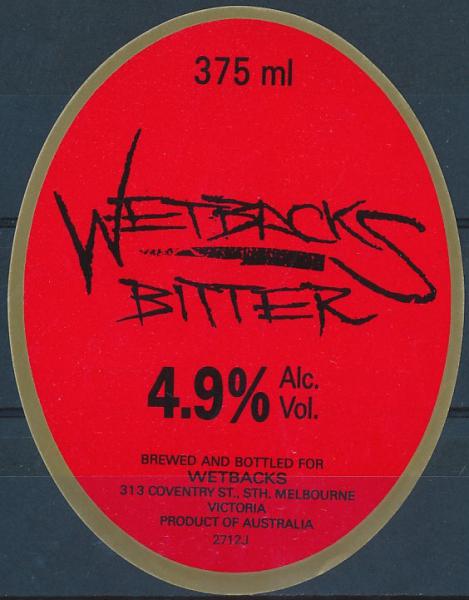 375 ml
WETBACKS
BITTER
4.9% Alc.
Vol.
BREWED AND BOTTLED FOR
WETBACKS
313 COVENTRY ST., STH. MELBOURNE
VICTORIA
PRODUCT OF AUSTRALIA
2712J